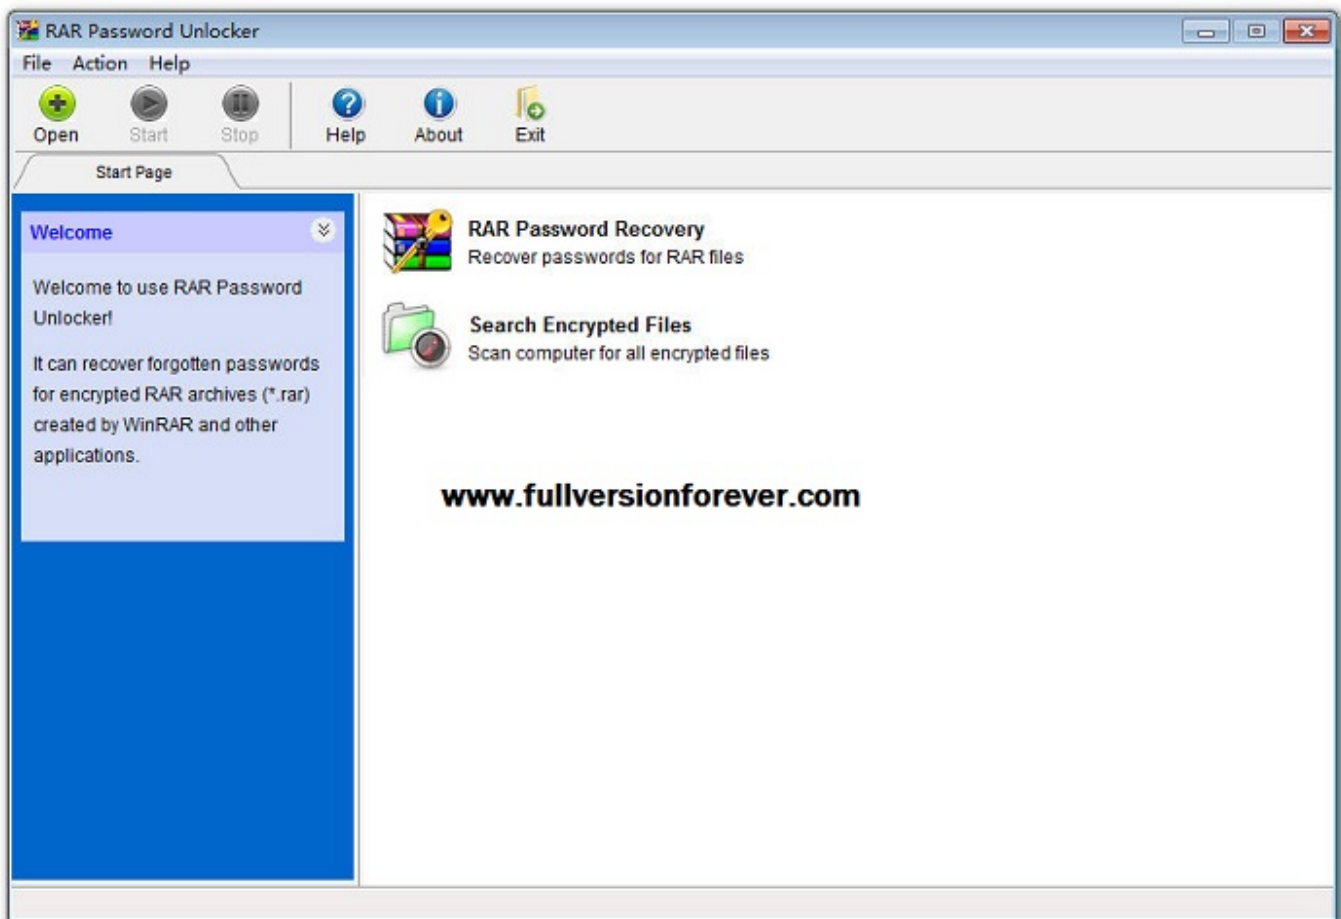 RAR Password Unlocker
File Action Help
Open Start Stop Help About Exit
Start Page
Welcome
Welcome to use RAR Password
Unlocker!
It can recover forgotten passwords
for encrypted RAR archives (*.rar)
created by WinRAR and other
applications.
RAR Password Recovery
Recover passwords for RAR files
Search Encrypted Files
Scan computer for all encrypted files
www.fullversionforever.com